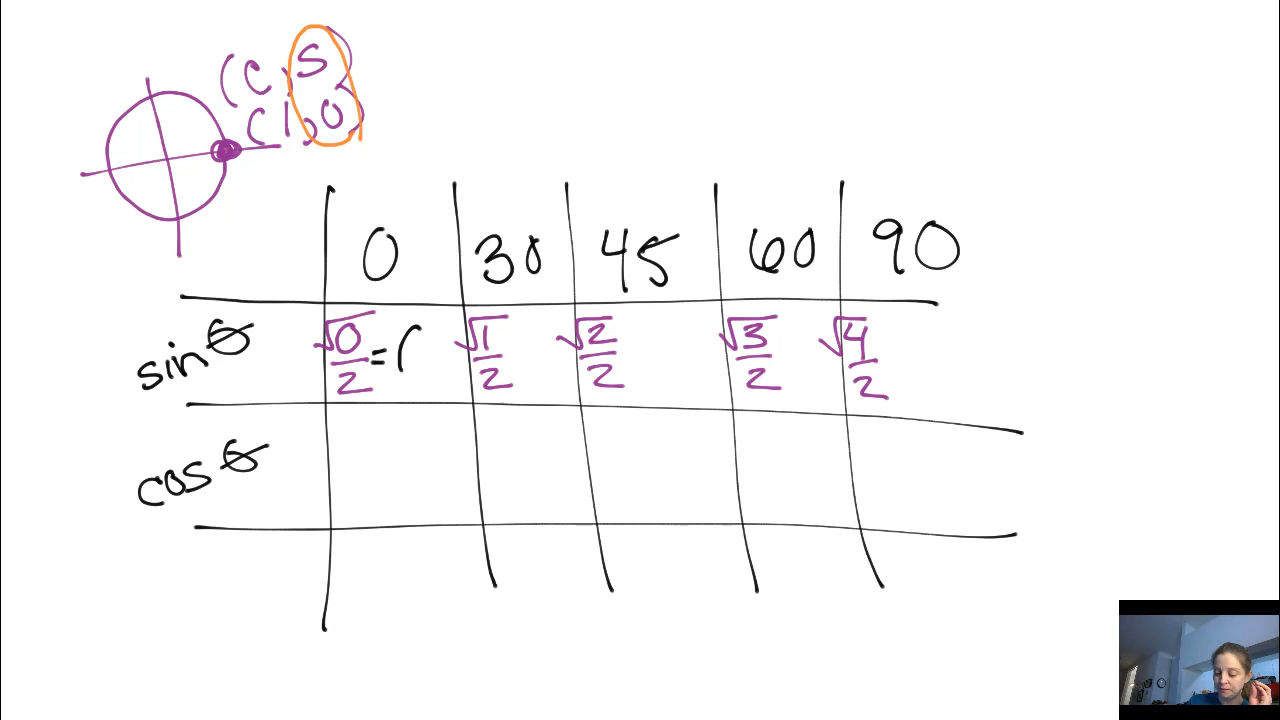 (C, S)
(1, 0)
0 30 45 60 90
sin θ √0/2 = ( √1/2 √2/2 √3/2 √4/2
cos θ